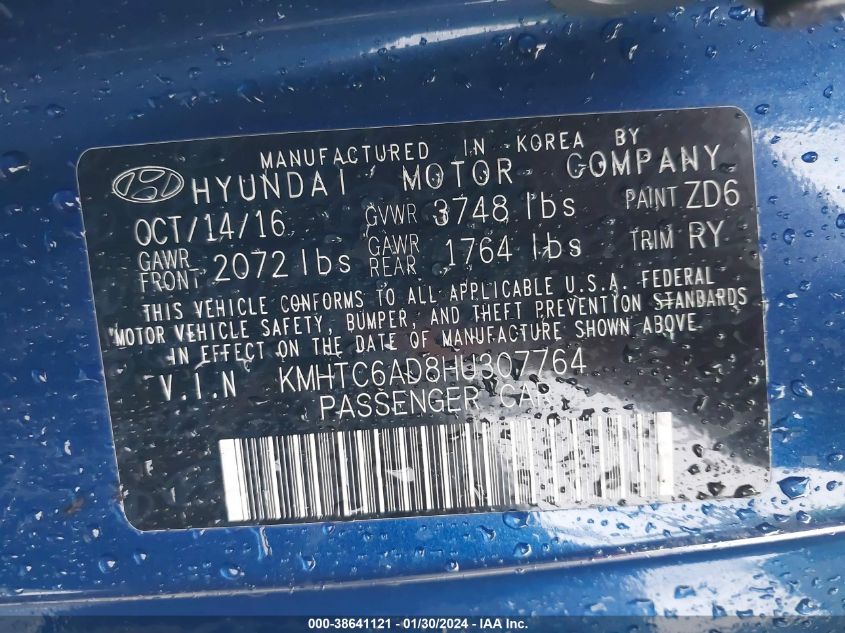 MANUFACTURED IN KOREA BY
HYUNDAI MOTOR COMPANY
OCT/14/16 GVWR 3748 lbs PAINT ZD6
GAWR FRONT 2072 lbs GAWR REAR 1764 lbs TRIM RY
THIS VEHICLE CONFORMS TO ALL APPLICABLE U.S.A. FEDERAL
MOTOR VEHICLE SAFETY, BUMPER, AND THEFT PREVENTION STANDARDS
IN EFFECT ON THE DATE OF MANUFACTURE SHOWN ABOVE
V.I.N KMHTC6AD8HU307764
PASSENGER CAR
000-38641121 - 01/30/2024 - IAA Inc.